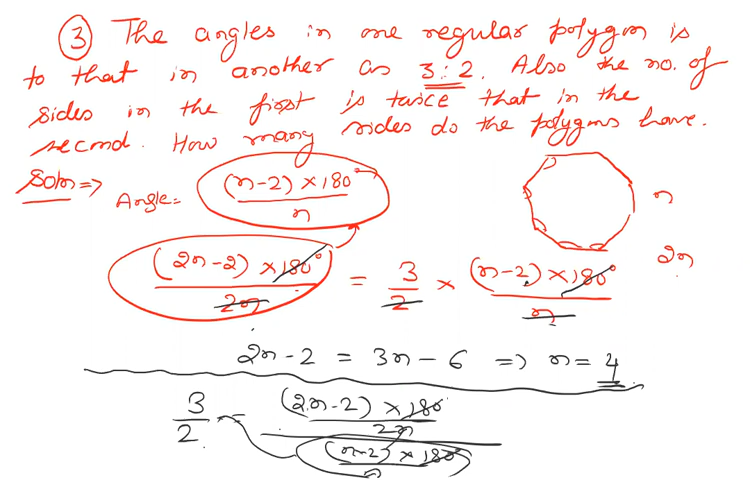 ③ The angles in one regular polygon is
to that in another as 3:2. Also the no. of
sides in the first is twice that in the
second. How many sides do the polygons have.
Soln => Angle = (n-2) × 180° / n
n
2n
(2n-2) × 180° / 2n = 3/2 × (n-2) × 180° / n
2n - 2 = 3n - 6 => n = 4
3/2 = (2n-2) × 180 / 2n / (n-2) × 180 / n